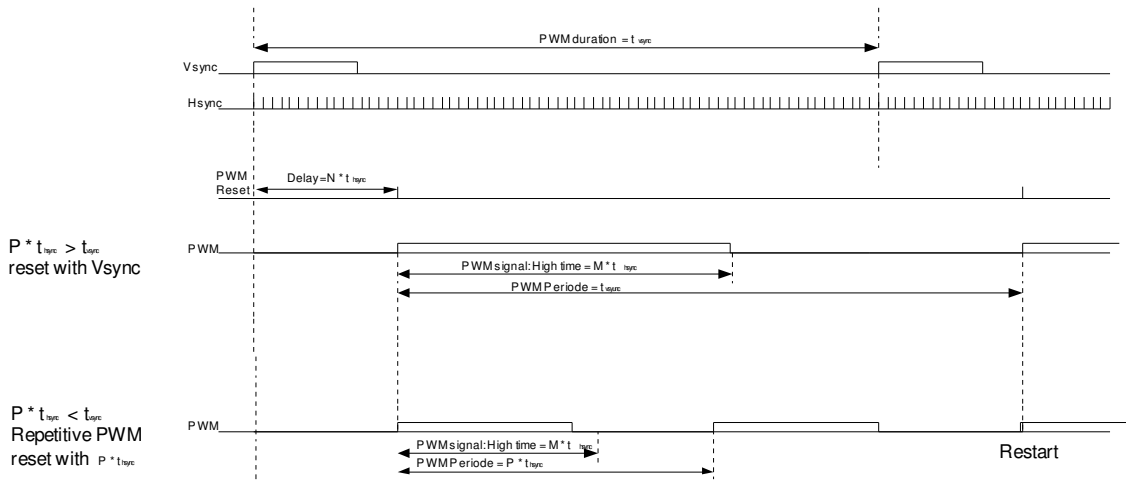 PWM duration = t vsync
Vsync
Hsync
PWM
Reset
Delay=N * t hsync
P * t hsync > t vsync
reset with Vsync
PWM
PWM signal: High time = M * t hsync
PWM Periode = t vsync
P * t hsync < t vsync
Repetitive PWM
reset with P * t hsync
PWM
PWM signal: High time = M * t hsync
PWM Periode = P * t hsync
Restart